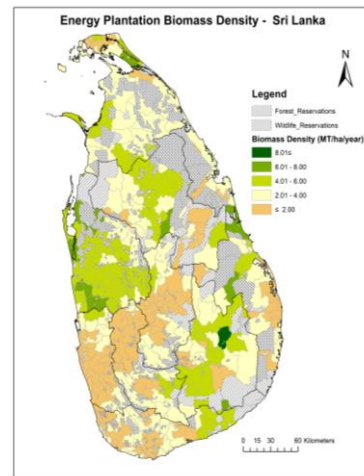 Energy Plantation Biomass Density - Sri Lanka
N
Legend
Forest_Reservations
Wildlife_Reservations
Biomass Density (MT/ha/year)
8.01≤
6.01 - 8.00
4.01 - 6.00
2.01 - 4.00
≤ 2.00
0 15 30 60 Kilometers